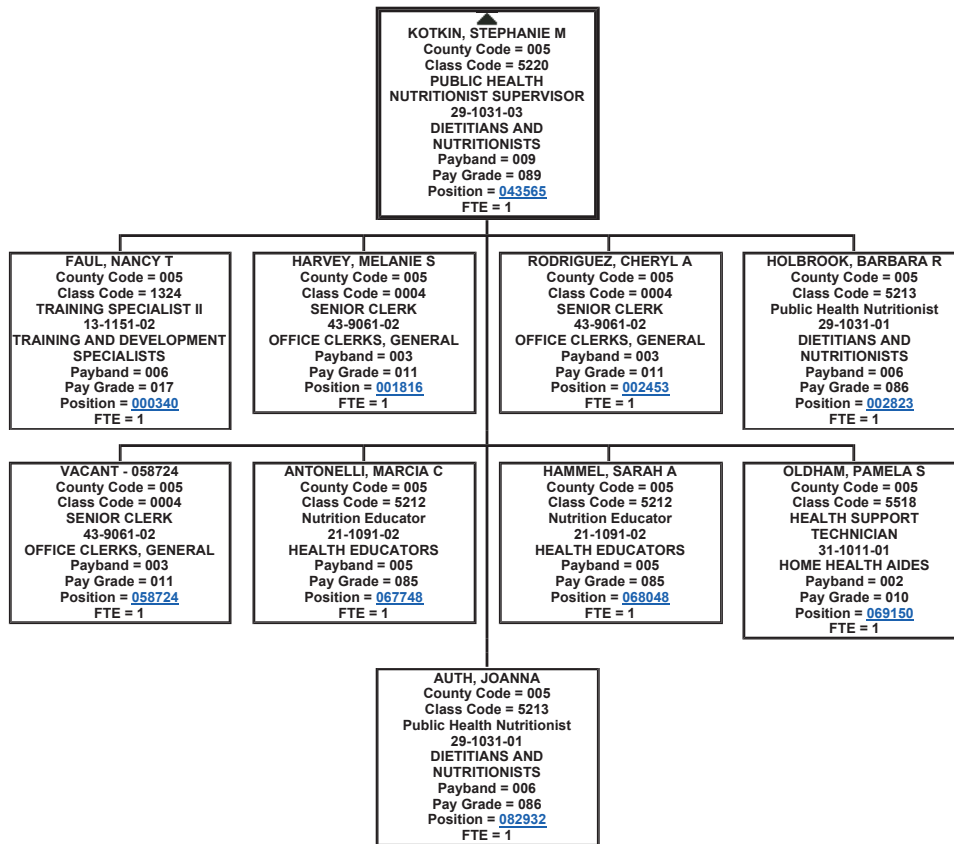 KOTKIN, STEPHANIE M
County Code = 005
Class Code = 5220
PUBLIC HEALTH
NUTRITIONIST SUPERVISOR
29-1031-03
DIETITIANS AND
NUTRITIONISTS
Payband = 009
Pay Grade = 089
Position = 043565
FTE = 1
FAUL, NANCY T
County Code = 005
Class Code = 1324
TRAINING SPECIALIST II
13-1151-02
TRAINING AND DEVELOPMENT
SPECIALISTS
Payband = 006
Pay Grade = 017
Position = 000340
FTE = 1
HARVEY, MELANIE S
County Code = 005
Class Code = 0004
SENIOR CLERK
43-9061-02
OFFICE CLERKS, GENERAL
Payband = 003
Pay Grade = 011
Position = 001816
FTE = 1
RODRIGUEZ, CHERYL A
County Code = 005
Class Code = 0004
SENIOR CLERK
43-9061-02
OFFICE CLERKS, GENERAL
Payband = 003
Pay Grade = 011
Position = 002453
FTE = 1
HOLBROOK, BARBARA R
County Code = 005
Class Code = 5213
Public Health Nutritionist
29-1031-01
DIETITIANS AND
NUTRITIONISTS
Payband = 006
Pay Grade = 086
Position = 002823
FTE = 1
VACANT - 058724
County Code = 005
Class Code = 0004
SENIOR CLERK
43-9061-02
OFFICE CLERKS, GENERAL
Payband = 003
Pay Grade = 011
Position = 058724
FTE = 1
ANTONELLI, MARCIA C
County Code = 005
Class Code = 5212
Nutrition Educator
21-1091-02
HEALTH EDUCATORS
Payband = 005
Pay Grade = 085
Position = 067748
FTE = 1
HAMMEL, SARAH A
County Code = 005
Class Code = 5212
Nutrition Educator
21-1091-02
HEALTH EDUCATORS
Payband = 005
Pay Grade = 085
Position = 068048
FTE = 1
OLDHAM, PAMELA S
County Code = 005
Class Code = 5518
HEALTH SUPPORT
TECHNICIAN
31-1011-01
HOME HEALTH AIDES
Payband = 002
Pay Grade = 010
Position = 069150
FTE = 1
AUTH, JOANNA
County Code = 005
Class Code = 5213
Public Health Nutritionist
29-1031-01
DIETITIANS AND
NUTRITIONISTS
Payband = 006
Pay Grade = 086
Position = 082932
FTE = 1